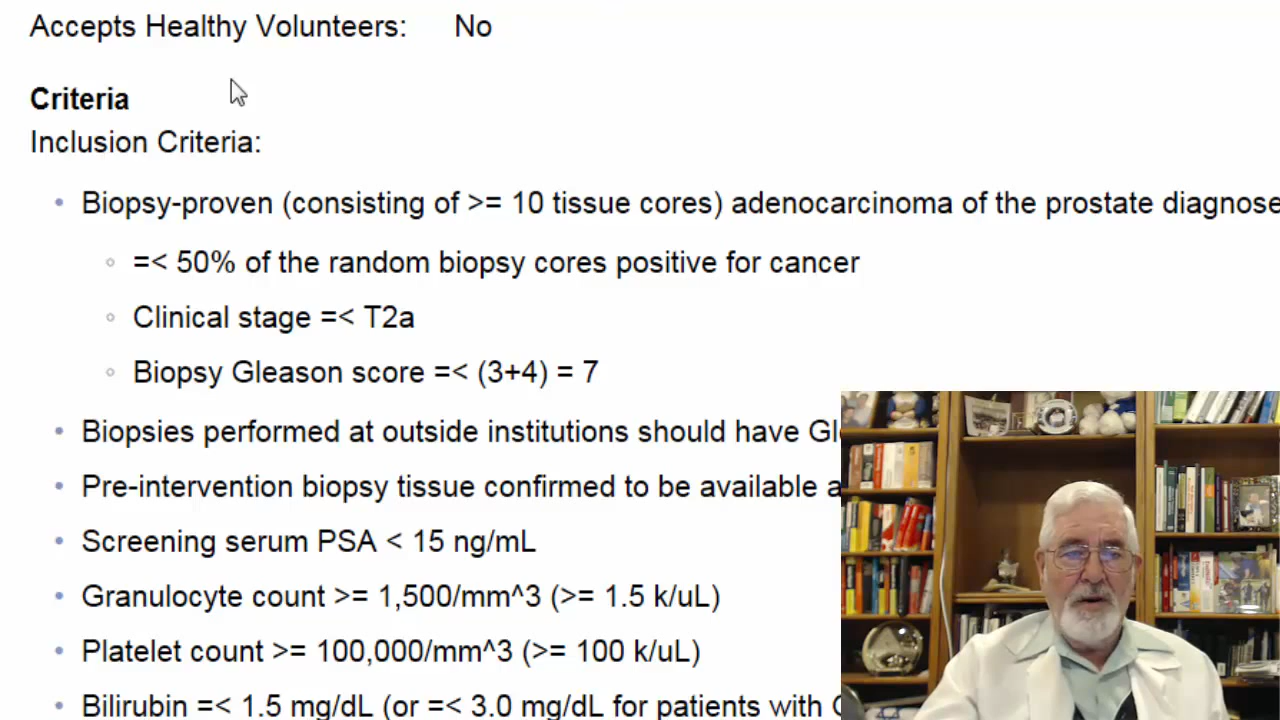 Accepts Healthy Volunteers: No
Criteria
Inclusion Criteria:
• Biopsy-proven (consisting of >= 10 tissue cores) adenocarcinoma of the prostate diagnose
◦ =< 50% of the random biopsy cores positive for cancer
◦ Clinical stage =< T2a
◦ Biopsy Gleason score =< (3+4) = 7
• Biopsies performed at outside institutions should have Gl
• Pre-intervention biopsy tissue confirmed to be available a
• Screening serum PSA < 15 ng/mL
• Granulocyte count >= 1,500/mm^3 (>= 1.5 k/uL)
• Platelet count >= 100,000/mm^3 (>= 100 k/uL)
• Bilirubin =< 1.5 mg/dL (or =< 3.0 mg/dL for patients with